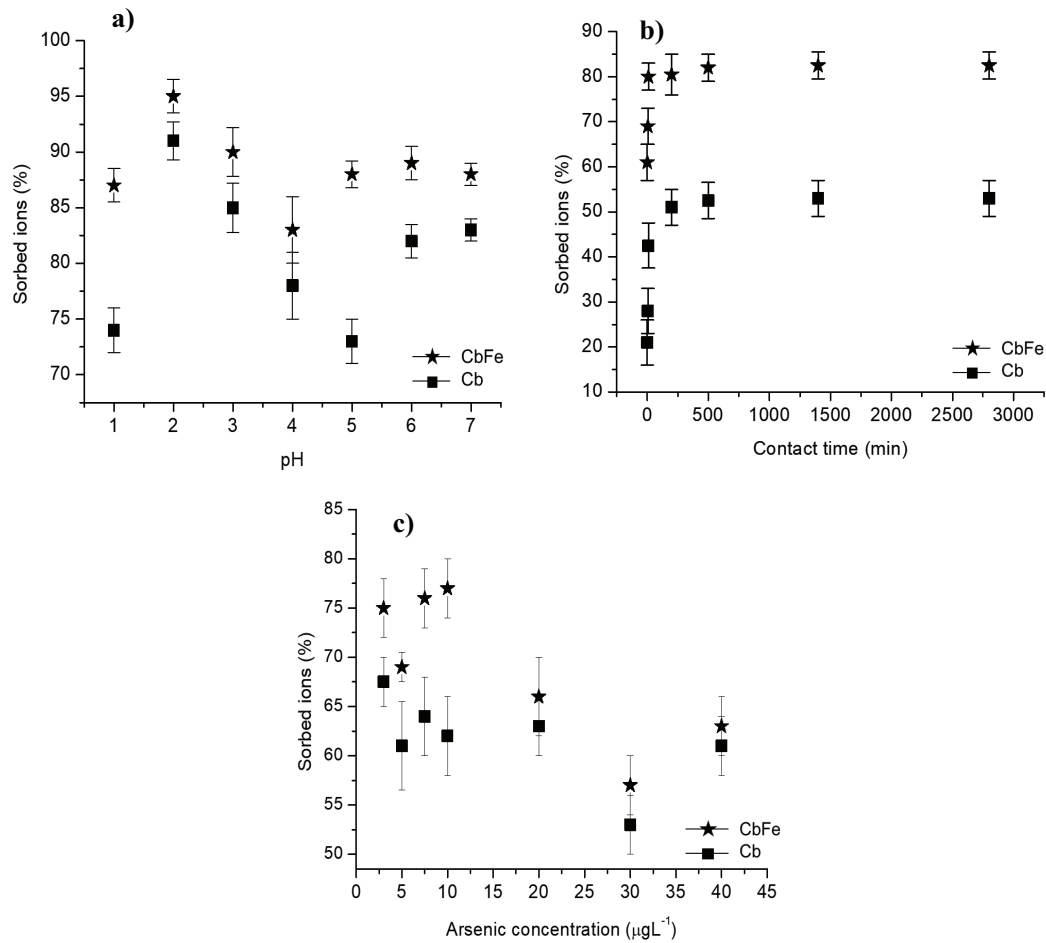 a)
100
95
90
85
80
75
70
Sorbed ions (%)
CbFe
Cb
1 2 3 4 5 6 7
pH
b)
90
80
70
60
50
40
30
20
10
Sorbed ions (%)
CbFe
Cb
0 500 1000 1500 2000 2500 3000
Contact time (min)
c)
85
80
75
70
65
60
55
50
Sorbed ions (%)
CbFe
Cb
0 5 10 15 20 25 30 35 40 45
Arsenic concentration (μgL⁻¹)